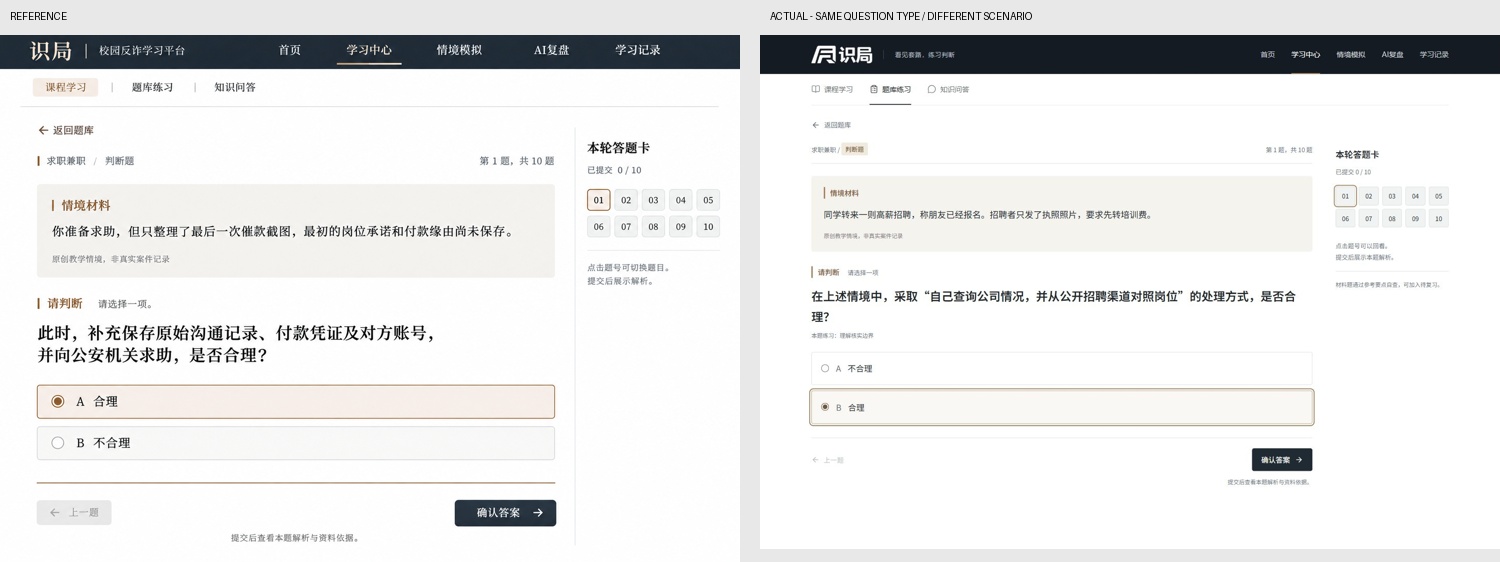 REFERENCE
识局 校园反诈学习平台 首页 学习中心 情境模拟 AI复盘 学习记录
课程学习 题库练习 知识问答
返回题库
求职兼职 / 判断题 第 1 题，共 10 题
情境材料
你准备求助，但只整理了最后一次催款截图，最初的岗位承诺和付款缘由尚未保存。
原创教学情境，非真实案件记录
请判断 请选择一项。
此时，补充保存原始沟通记录、付款凭证及对方账号，
并向公安机关求助，是否合理？
A 合理
B 不合理
上一题 确认答案
提交后查看本题解析与资料依据。
本轮答题卡
已提交 0 / 10
01 02 03 04 05
06 07 08 09 10
点击题号可切换题目。
提交后展示解析。
ACTUAL - SAME QUESTION TYPE / DIFFERENT SCENARIO
识局 看见套路，练习判断 首页 学习中心 情境模拟 AI复盘 学习记录
课程学习 题库练习 知识问答
返回题库
求职兼职 / 判断题 第 1 题，共 10 题
情境材料
同学转来一则高薪招聘，称朋友已经报名。招聘者只发了执照照片，要求先转培训费。
原创教学情境，非真实案件记录
请判断 请选择一项
在上述情境中，采取“自己查询公司情况，并从公开招聘渠道对照岗位”的处理方式，是否合
理？
本题练习：理解核实边界
A 不合理
B 合理
上一题 确认答案
提交后查看本题解析与资料依据。
本轮答题卡
已提交 0 / 10
01 02 03 04 05
06 07 08 09 10
点击题号可以回看。
提交后展示本题解析。
材料题通过参考要点自查，可加入待复习。